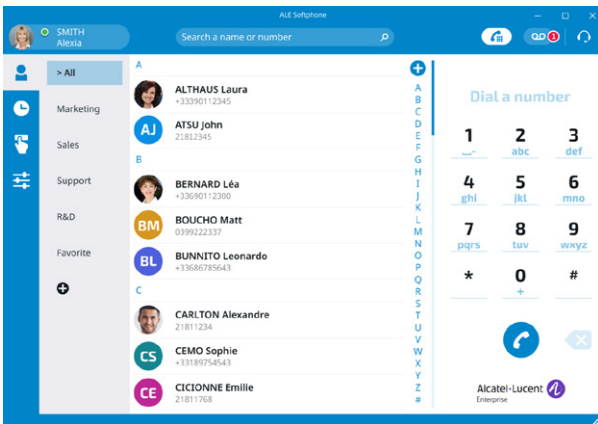 ALE Softphone
SMITH
Alexia
Search a name or number
1
> All
Marketing
Sales
Support
R&D
Favorite
A
ALTHAUS Laura
+33390112345
AJ
ATSU John
21812345
B
BERNARD Léa
+33690112300
BM
BOUCHO Matt
0399222337
BL
BUNNITO Leonardo
+33686785643
C
CARLTON Alexandre
21811234
CS
CEMO Sophie
+33189754543
CE
CICIONNE Emilie
21811768
A
B
C
D
E
F
G
H
I
J
K
L
M
N
O
P
Q
R
S
T
U
V
W
X
Y
Z
#
Dial a number
1 2 3
abc def
4 5 6
ghi jkl mno
7 8 9
pqrs tuv wxyz
* 0 #
+
Alcatel·Lucent
Enterprise